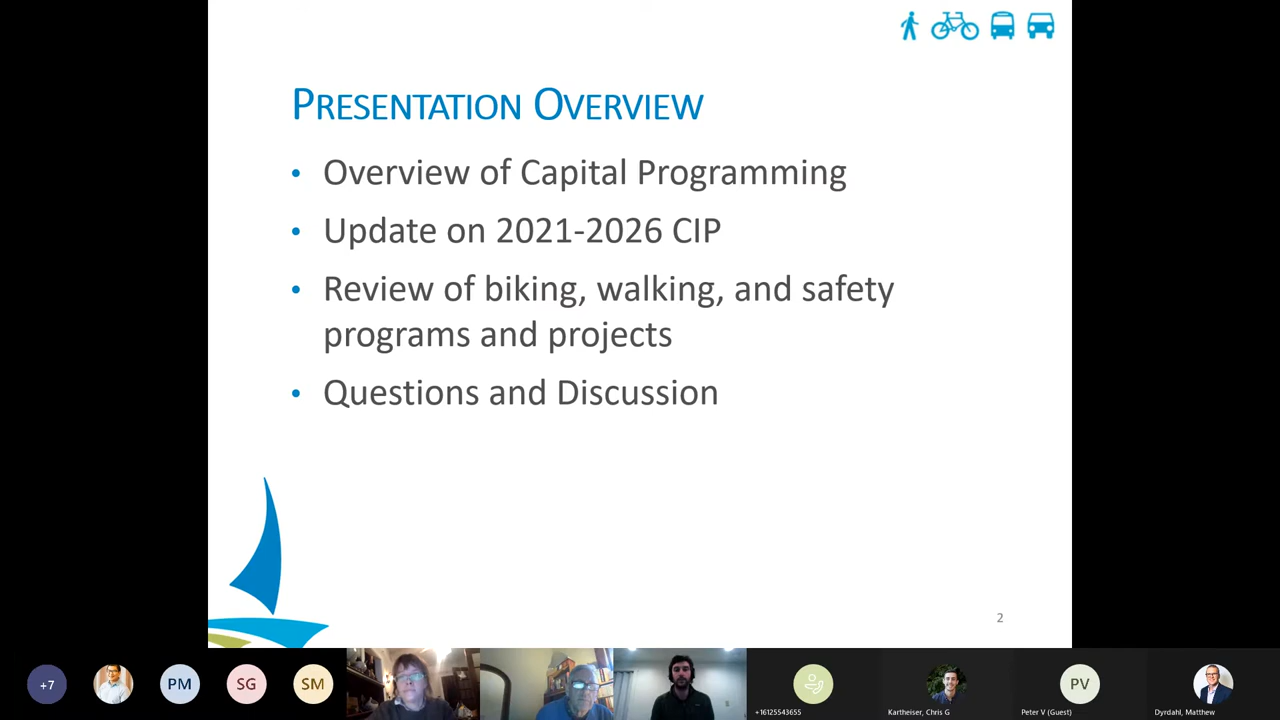 PRESENTATION OVERVIEW
• Overview of Capital Programming
• Update on 2021-2026 CIP
• Review of biking, walking, and safety
programs and projects
• Questions and Discussion
2
+7
PM
SG
SM
+16125543655
Kartheiser, Chris G
PV
Peter V (Guest)
Dyrdahl, Matthew